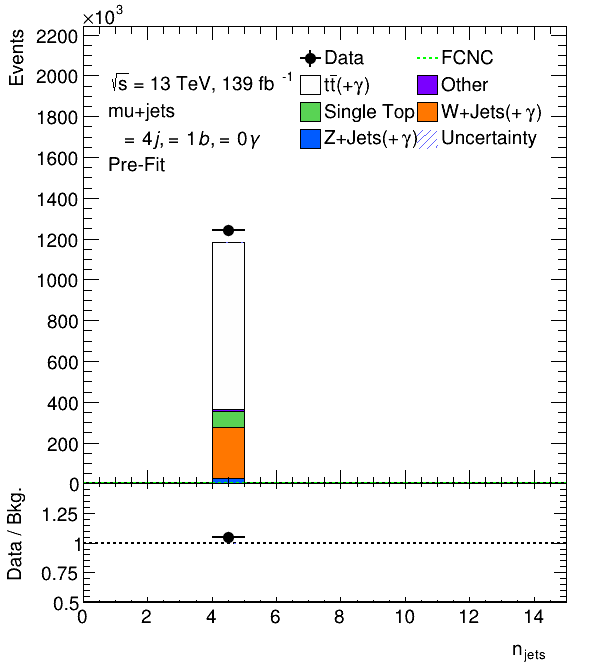 ×10³
Events
2200
2000
1800
1600
1400
1200
1000
800
600
400
200
0
√s = 13 TeV, 139 fb⁻¹
mu+jets
= 4j, = 1b, = 0γ
Pre-Fit
Data
FCNC
tt̄(+γ)
Other
Single Top
W+Jets(+γ)
Z+Jets(+γ)
Uncertainty
Data / Bkg.
1.25
1
0.75
0.5
0 2 4 6 8 10 12 14
n_jets